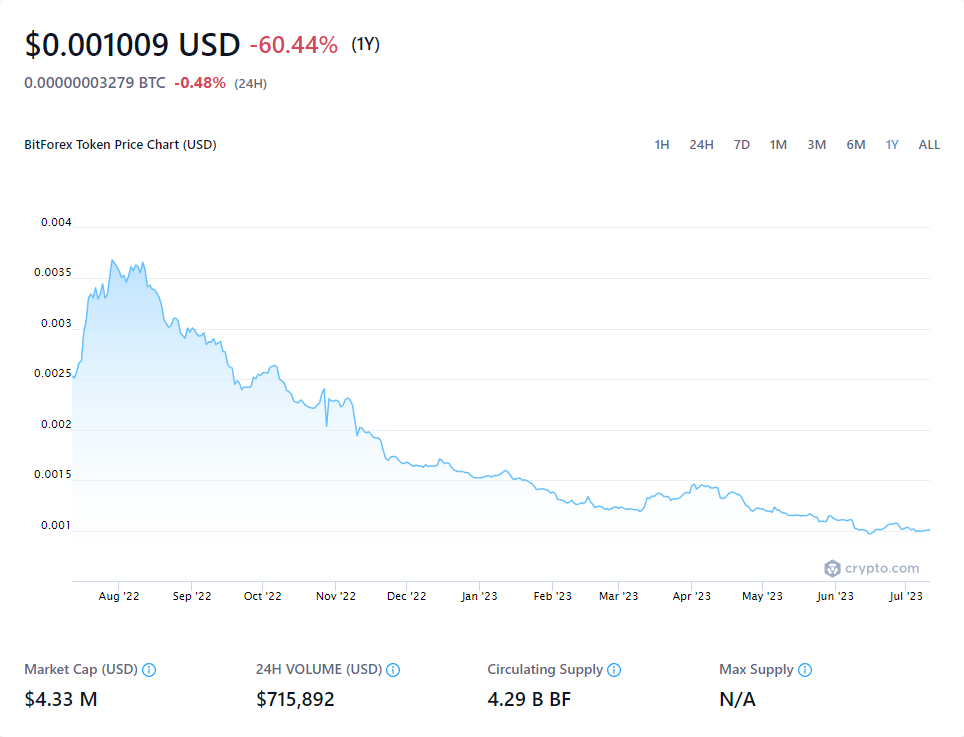 $0.001009 USD -60.44% (1Y)
0.00000003279 BTC -0.48% (24H)
BitForex Token Price Chart (USD) 1H 24H 7D 1M 3M 6M 1Y ALL
0.004
0.0035
0.003
0.0025
0.002
0.0015
0.001
crypto.com
Aug '22 Sep '22 Oct '22 Nov '22 Dec '22 Jan '23 Feb '23 Mar '23 Apr '23 May '23 Jun '23 Jul '23
Market Cap (USD) 24H VOLUME (USD) Circulating Supply Max Supply
$4.33 M $715,892 4.29 B BF N/A